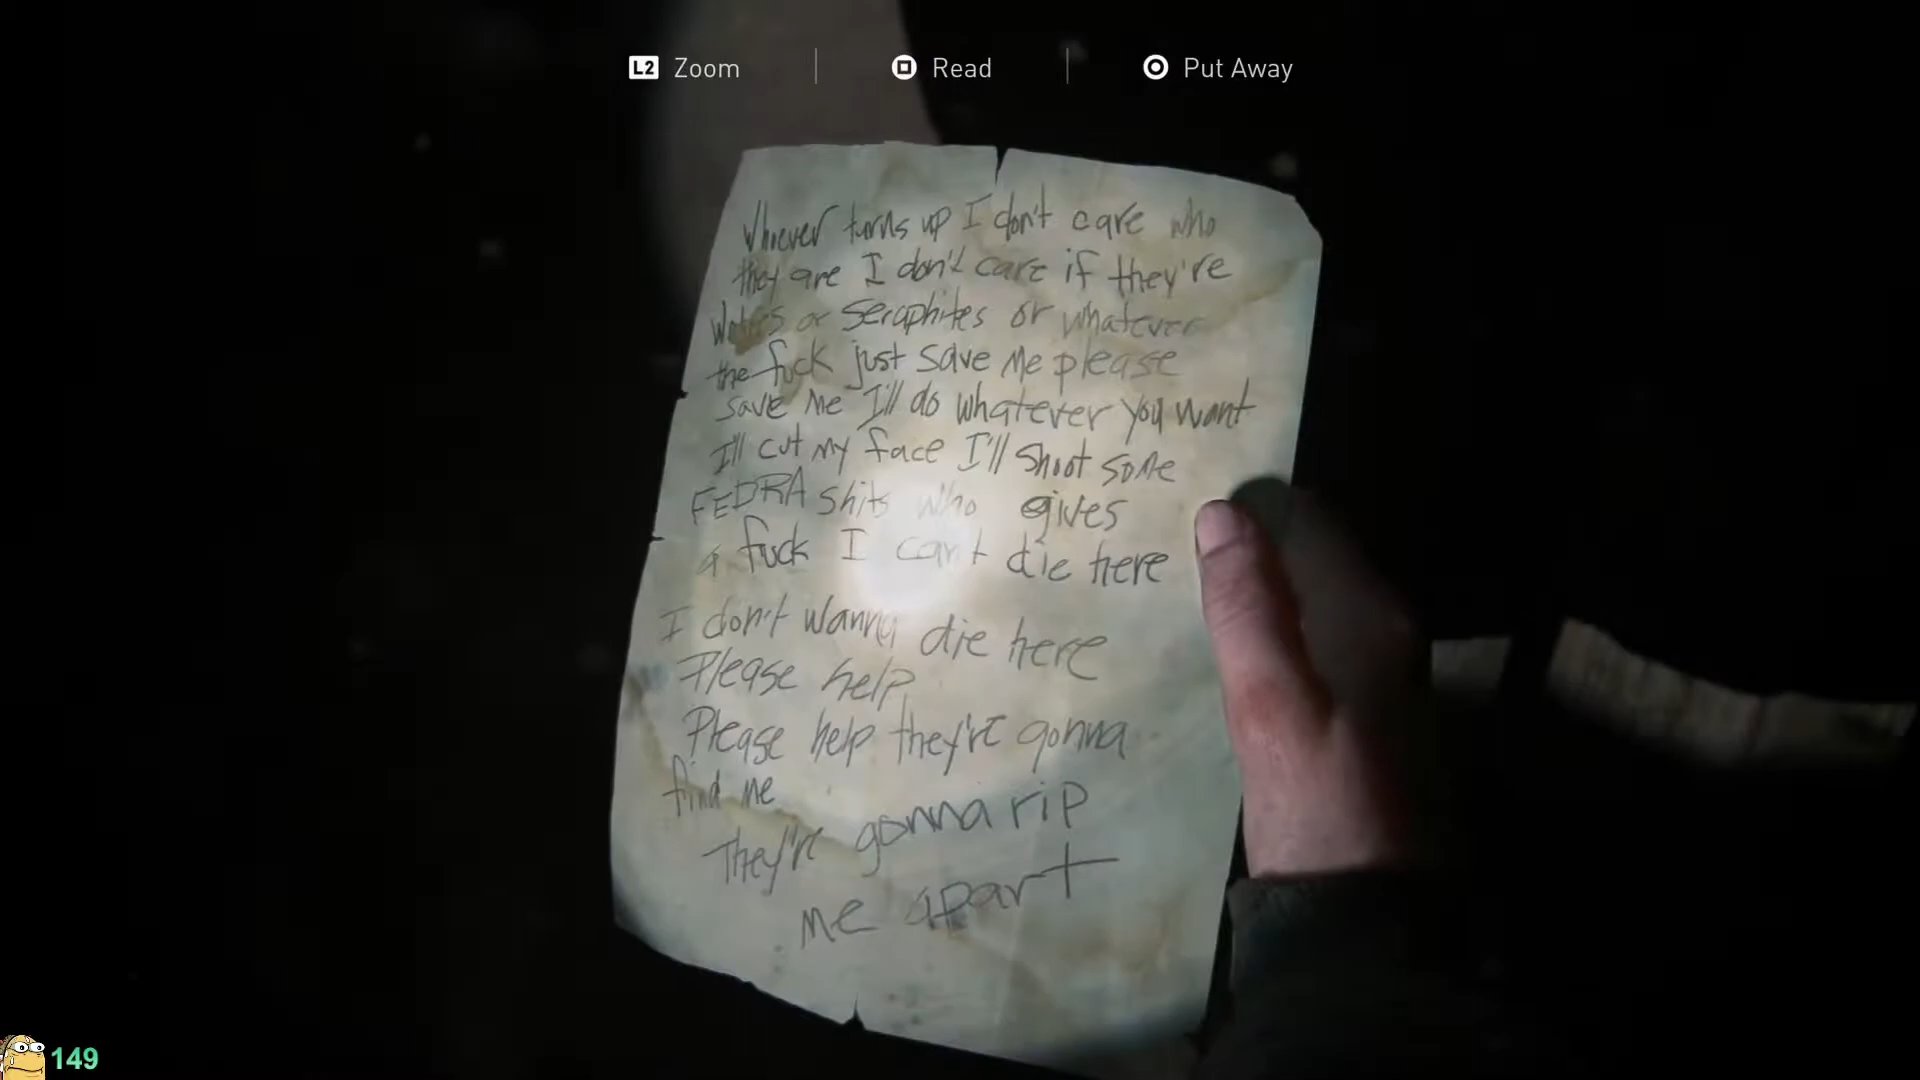 L2 Zoom | Read | Put Away
Whoever turns up I don't care who
they are I don't care if they're
Wolves or Seraphites or whatever
the fuck just save me please
save me I'll do whatever you want
I'll cut my face I'll shoot some
FEDRA shits who gives
a fuck I can't die here
I don't wanna die here
Please help
Please help they're gonna
find me
They're gonna rip
me apart
149